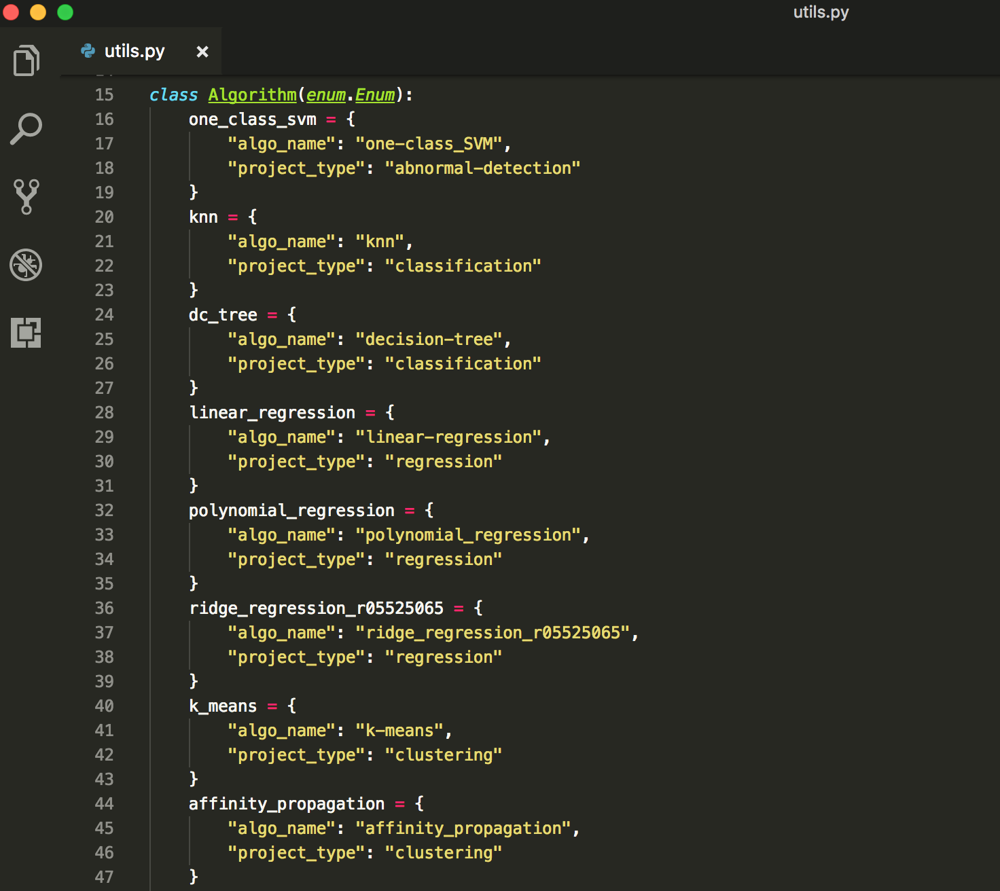 utils.py
utils.py
15 class Algorithm(enum.Enum):
16 one_class_svm = {
17 "algo_name": "one-class_SVM",
18 "project_type": "abnormal-detection"
19 }
20 knn = {
21 "algo_name": "knn",
22 "project_type": "classification"
23 }
24 dc_tree = {
25 "algo_name": "decision-tree",
26 "project_type": "classification"
27 }
28 linear_regression = {
29 "algo_name": "linear-regression",
30 "project_type": "regression"
31 }
32 polynomial_regression = {
33 "algo_name": "polynomial_regression",
34 "project_type": "regression"
35 }
36 ridge_regression_r05525065 = {
37 "algo_name": "ridge_regression_r05525065",
38 "project_type": "regression"
39 }
40 k_means = {
41 "algo_name": "k-means",
42 "project_type": "clustering"
43 }
44 affinity_propagation = {
45 "algo_name": "affinity_propagation",
46 "project_type": "clustering"
47 }